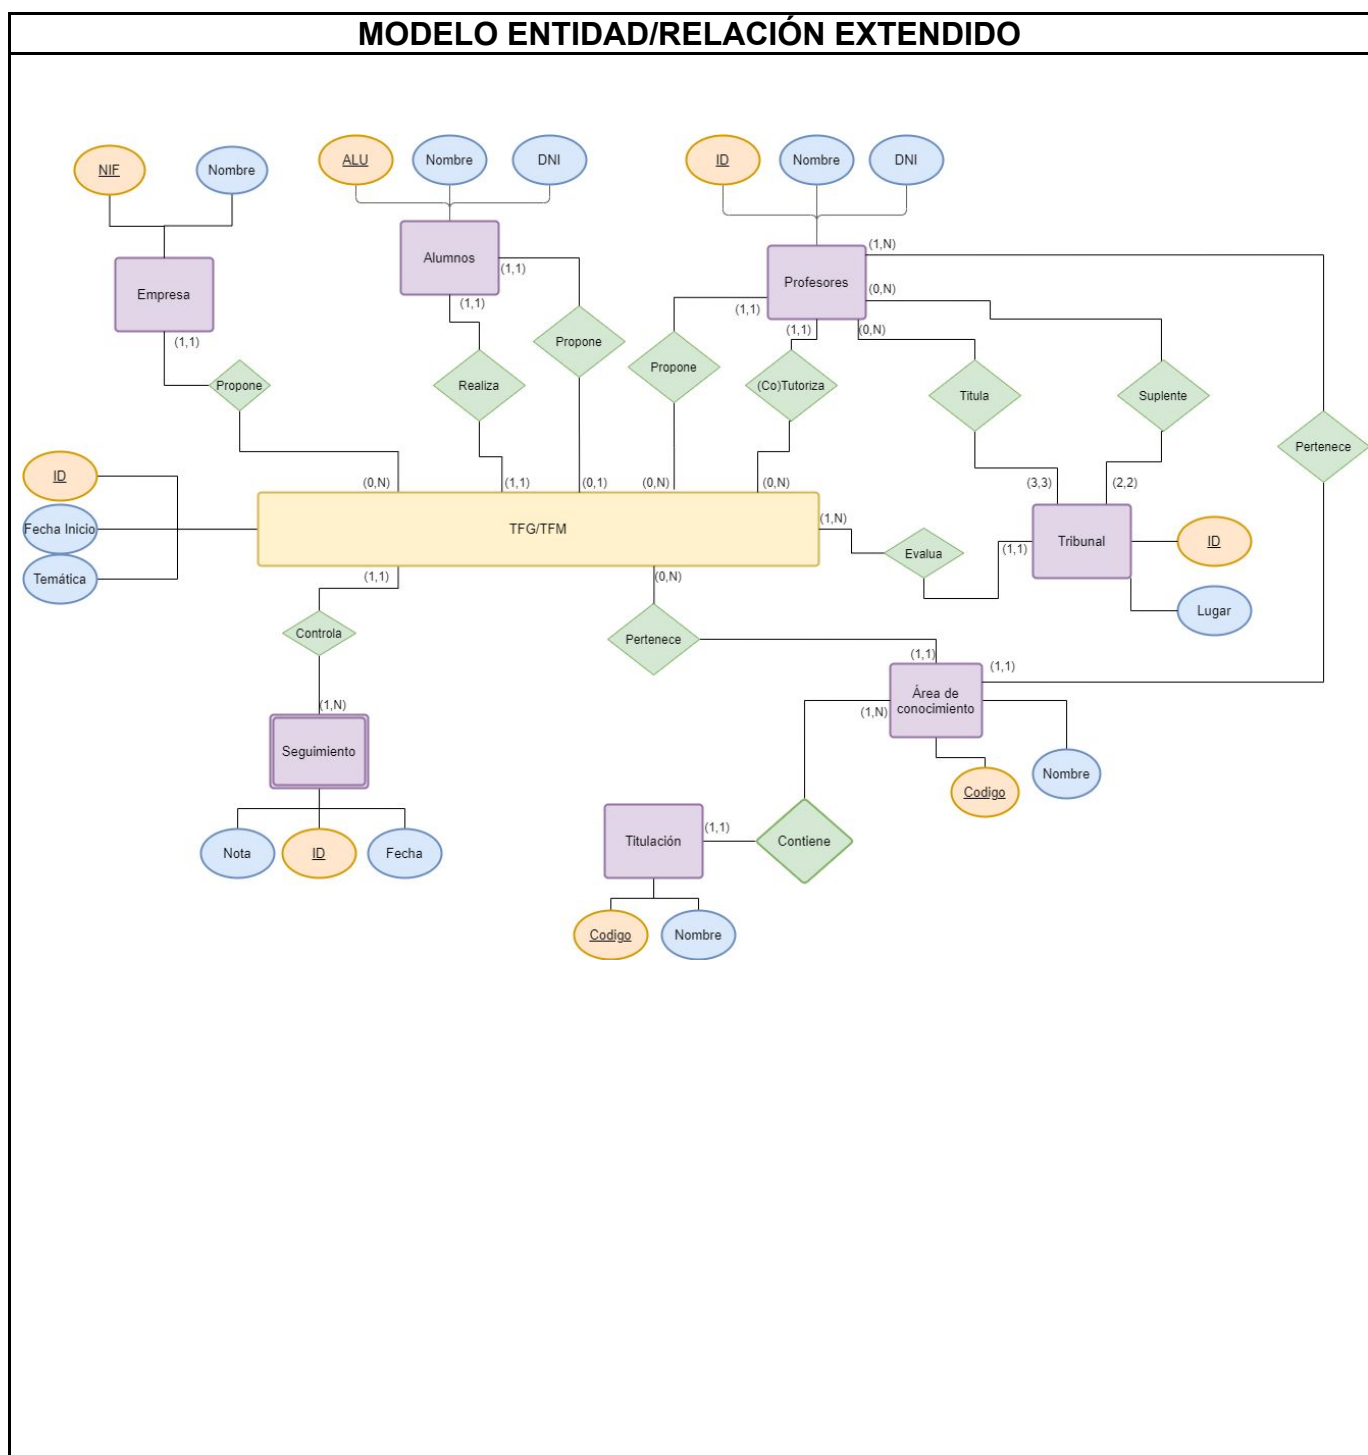 MODELO ENTIDAD/RELACIÓN EXTENDIDO
NIF
Nombre
ALU
Nombre
DNI
ID
Nombre
DNI
Empresa
(1,1)
Alumnos
(1,1)
(1,1)
Profesores
(1,N)
(0,N)
(1,1)
(1,1)
(0,N)
Propone
Realiza
Propone
Propone
(Co)Tutoriza
Titula
Suplente
Pertenece
ID
Fecha Inicio
Temática
(0,N)
(1,1)
(0,1)
(0,N)
(0,N)
(3,3)
(2,2)
TFG/TFM
(1,N)
Evalua
(1,1)
Tribunal
ID
Lugar
(1,1)
(0,N)
Controla
Pertenece
(1,1)
(1,1)
(1,N)
Área de
conocimiento
(1,N)
Seguimiento
Codigo
Nombre
Nota
ID
Fecha
Titulación
(1,1)
Contiene
Codigo
Nombre